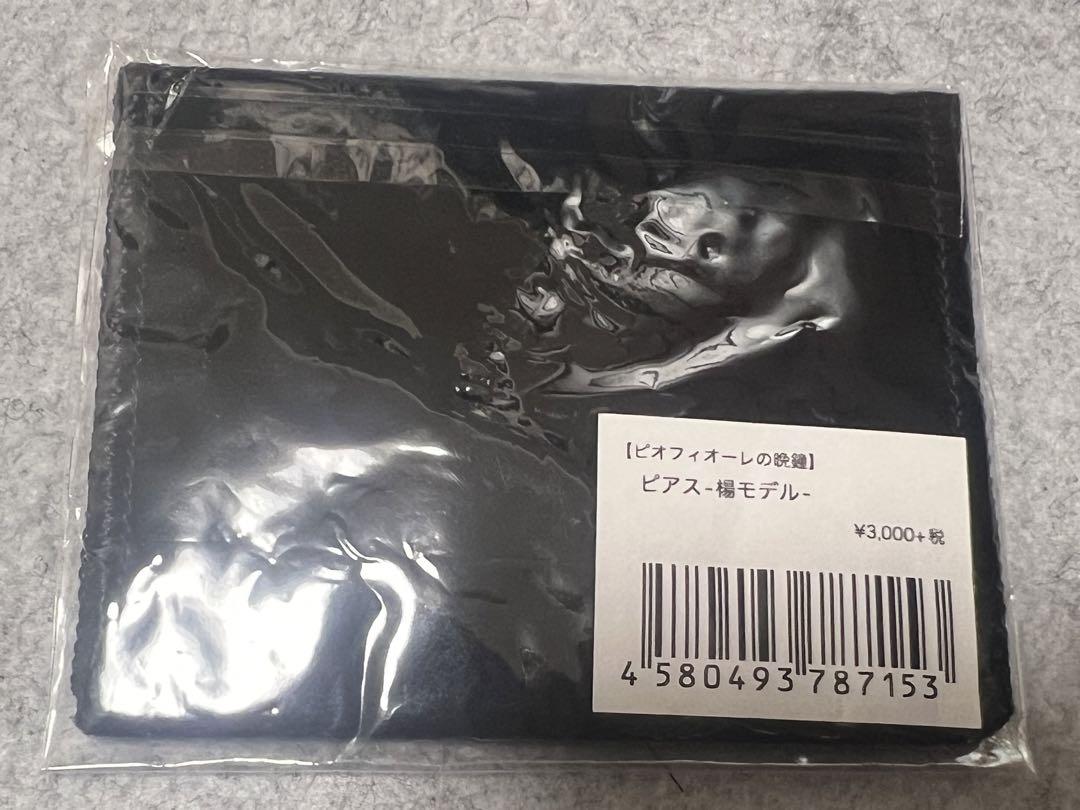 【ピオフィオーレの晩鐘】
ピアス-楊モデル-
¥3,000+税
4 580493 787153